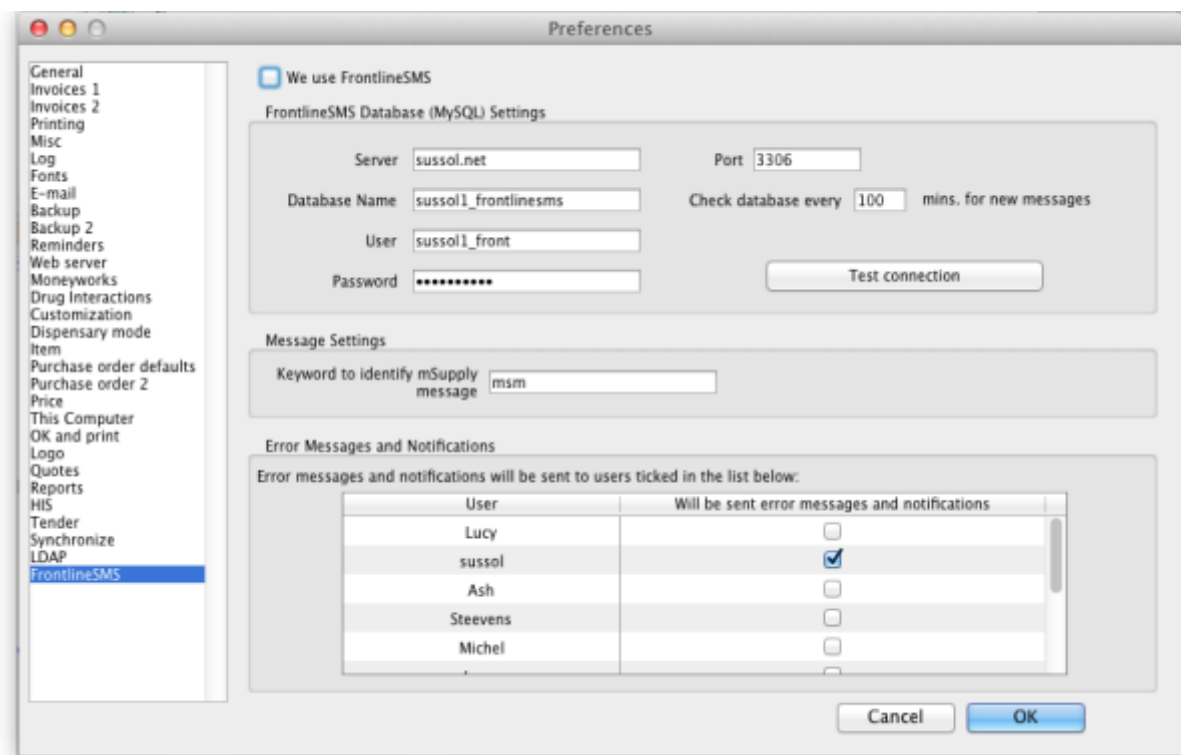 Preferences
General
Invoices 1
Invoices 2
Printing
Misc
Log
Fonts
E-mail
Backup
Backup 2
Reminders
Web server
Moneyworks
Drug Interactions
Customization
Dispensary mode
Item
Purchase order defaults
Purchase order 2
Price
This Computer
OK and print
Logo
Quotes
Reports
HIS
Tender
Synchronize
LDAP
FrontlineSMS
We use FrontlineSMS
FrontlineSMS Database (MySQL) Settings
Server sussol.net Port 3306
Database Name sussol1_frontlinesms Check database every 100 mins. for new messages
User sussol1_front
Password ••••••••••
Test connection
Message Settings
Keyword to identify mSupply
message msm
Error Messages and Notifications
Error messages and notifications will be sent to users ticked in the list below:
User Will be sent error messages and notifications
Lucy
sussol
Ash
Steevens
Michel
Cancel OK